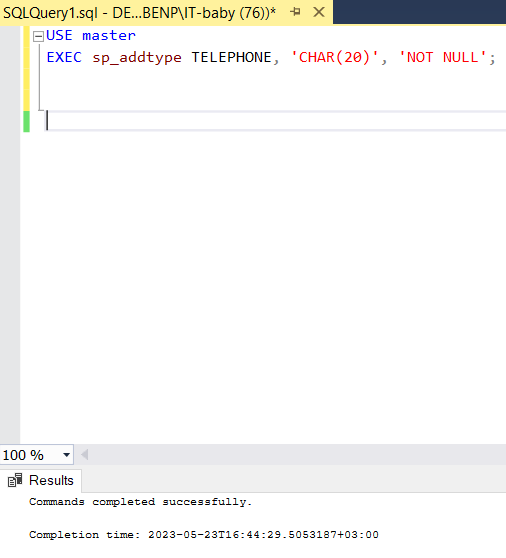 SQLQuery1.sql - DE...BENP\IT-baby (76))*
USE master
EXEC sp_addtype TELEPHONE, 'CHAR(20)', 'NOT NULL';
100 %
Results
Commands completed successfully.
Completion time: 2023-05-23T16:44:29.5053187+03:00